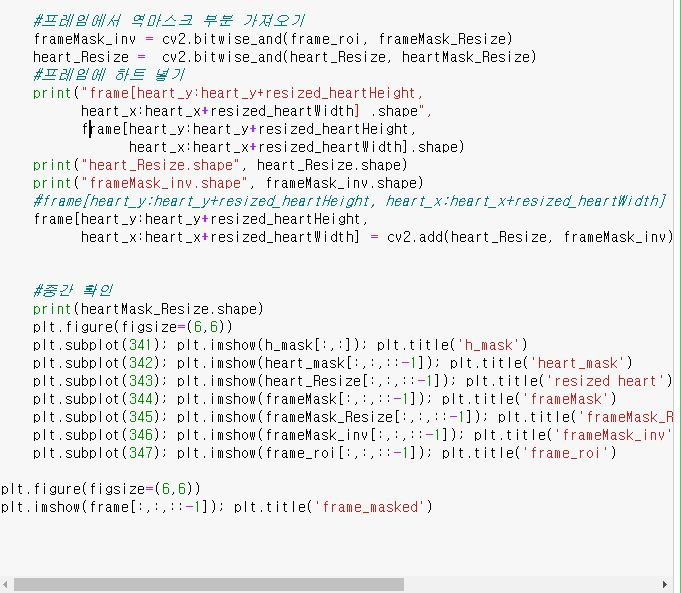 #프레임에서 역마스크 부분 가져오기
frameMask_inv = cv2.bitwise_and(frame_roi, frameMask_Resize)
heart_Resize =  cv2.bitwise_and(heart_Resize, heartMask_Resize)
#프레임에 하트 넣기
print("frame[heart_y:heart_y+resized_heartHeight,
heart_x:heart_x+resized_heartWidth] .shape",
frame[heart_y:heart_y+resized_heartHeight,
heart_x:heart_x+resized_heartWidth].shape)
print("heart_Resize.shape", heart_Resize.shape)
print("frameMask_inv.shape", frameMask_inv.shape)
#frame[heart_y:heart_y+resized_heartHeight, heart_x:heart_x+resized_heartWidth]
frame[heart_y:heart_y+resized_heartHeight,
heart_x:heart_x+resized_heartWidth] = cv2.add(heart_Resize, frameMask_inv)
#중간 확인
print(heartMask_Resize.shape)
plt.figure(figsize=(6,6))
plt.subplot(341); plt.imshow(h_mask[:,:]); plt.title('h_mask')
plt.subplot(342); plt.imshow(heart_mask[:,:,::-1]); plt.title('heart_mask')
plt.subplot(343); plt.imshow(heart_Resize[:,:,::-1]); plt.title('resized heart')
plt.subplot(344); plt.imshow(frameMask[:,:,::-1]); plt.title('frameMask')
plt.subplot(345); plt.imshow(frameMask_Resize[:,:,::-1]); plt.title('frameMask_R
plt.subplot(346); plt.imshow(frameMask_inv[:,:,::-1]); plt.title('frameMask_inv'
plt.subplot(347); plt.imshow(frame_roi[:,:,::-1]); plt.title('frame_roi')
plt.figure(figsize=(6,6))
plt.imshow(frame[:,:,::-1]); plt.title('frame_masked')